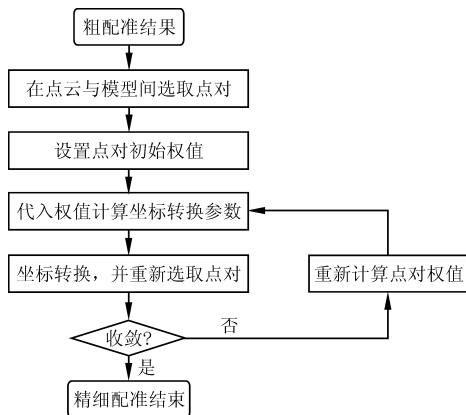 粗配准结果
在点云与模型间选取点对
设置点对初始权值
代入权值计算坐标转换参数
坐标转换，并重新选取点对
重新计算点对权值
收敛?
否
是
精细配准结束